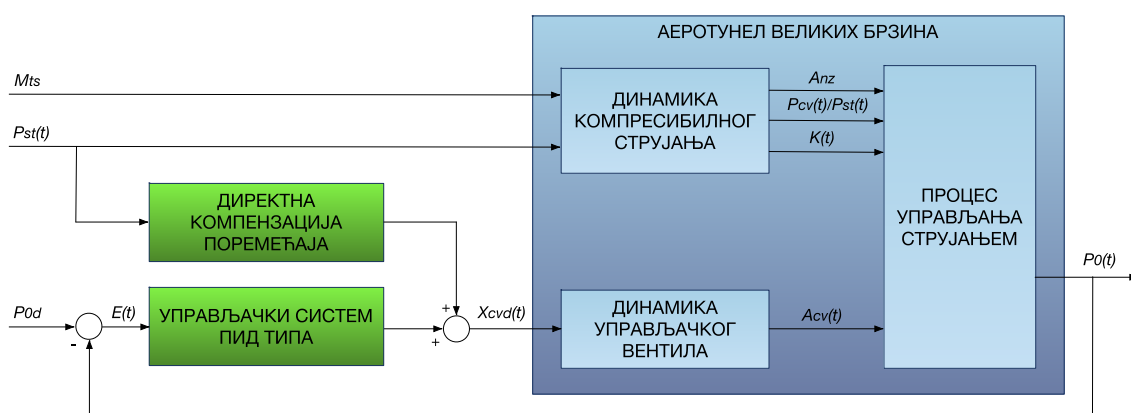 АЕРОТУНЕЛ ВЕЛИКИХ БРЗИНА
Mts
Pst(t)
ДИНАМИКА
КОМПРЕСИБИЛНОГ
СТРУЈАЊА
Anz
Pcv(t)/Pst(t)
K(t)
ПРОЦЕС
УПРАВЉАЊА
СТРУЈАЊЕМ
ДИРЕКТНА
КОМПЕНЗАЦИЈА
ПОРЕМЕЋАЈА
P0d
-
E(t)
УПРАВЉАЧКИ СИСТЕМ
ПИД ТИПА
+
+
Xcvd(t)
ДИНАМИКА
УПРАВЉАЧКОГ
ВЕНТИЛА
Acv(t)
P0(t)